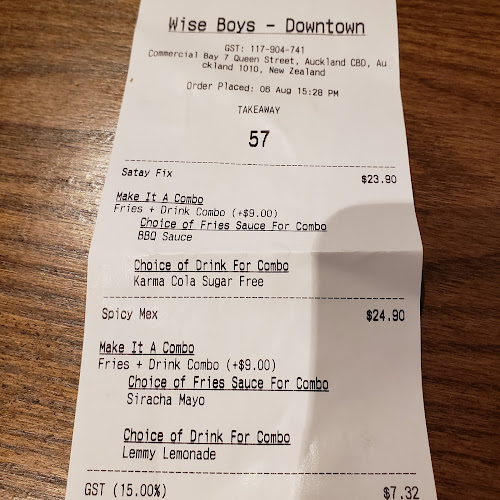 Wise Boys - Downtown
GST: 117-904-741
Commercial Bay 7 Queen Street, Auckland CBD, Au
ckland 1010, New Zealand
Order Placed: 06 Aug 15:28 PM
TAKEAWAY
57
Satay Fix $23.90
Make It A Combo
Fries + Drink Combo (+$9.00)
Choice of Fries Sauce For Combo
BBQ Sauce
Choice of Drink For Combo
Karma Cola Sugar Free
Spicy Mex $24.90
Make It A Combo
Fries + Drink Combo (+$9.00)
Choice of Fries Sauce For Combo
Siracha Mayo
Choice of Drink For Combo
Lemmy Lemonade
GST (15.00%) $7.32